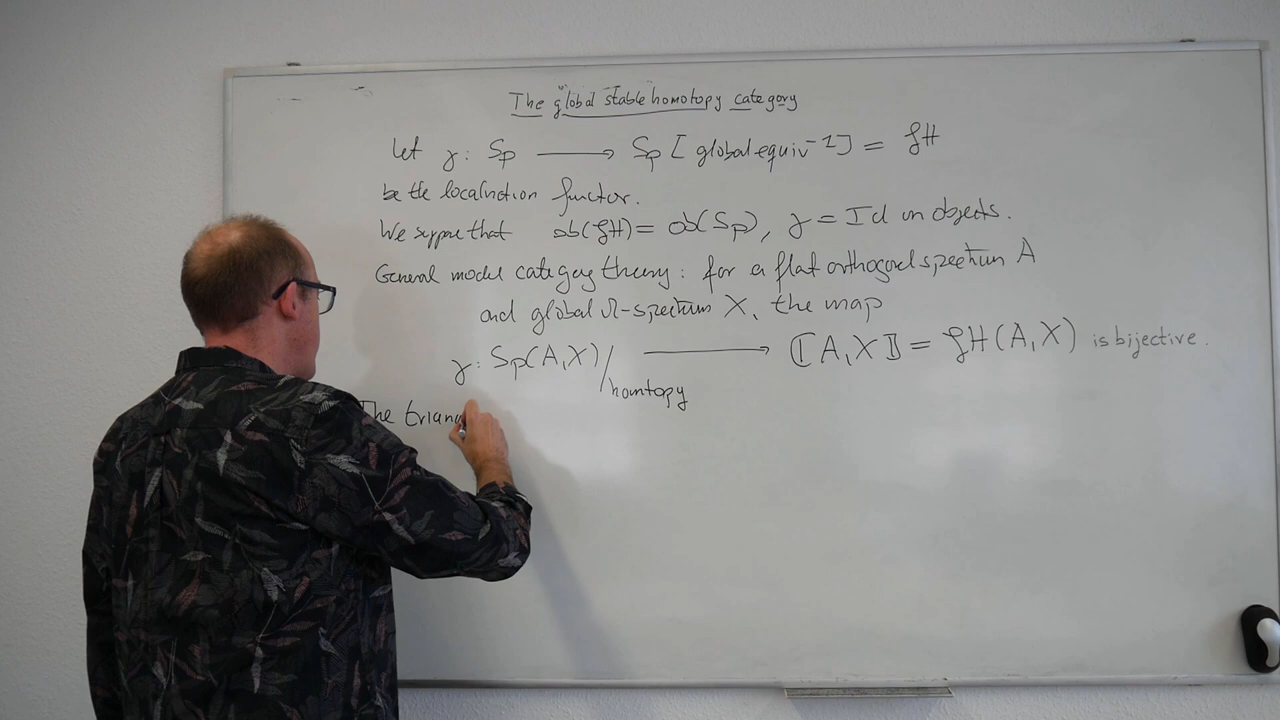 The global stable homotopy category
Let γ: Sp ⟶ Sp [global equiv⁻¹] = 𝒢H
be the localisation functor.
We suppose that ob(𝒢H) = ob(Sp), γ = Id on objects.
General model category theory: for a flat orthogonal spectrum A
and global Ω-spectrum X, the map
γ: Sp(A,X)/homotopy ⟶ ⟦A,X⟧ = 𝒢H(A,X) is bijective.
The triang